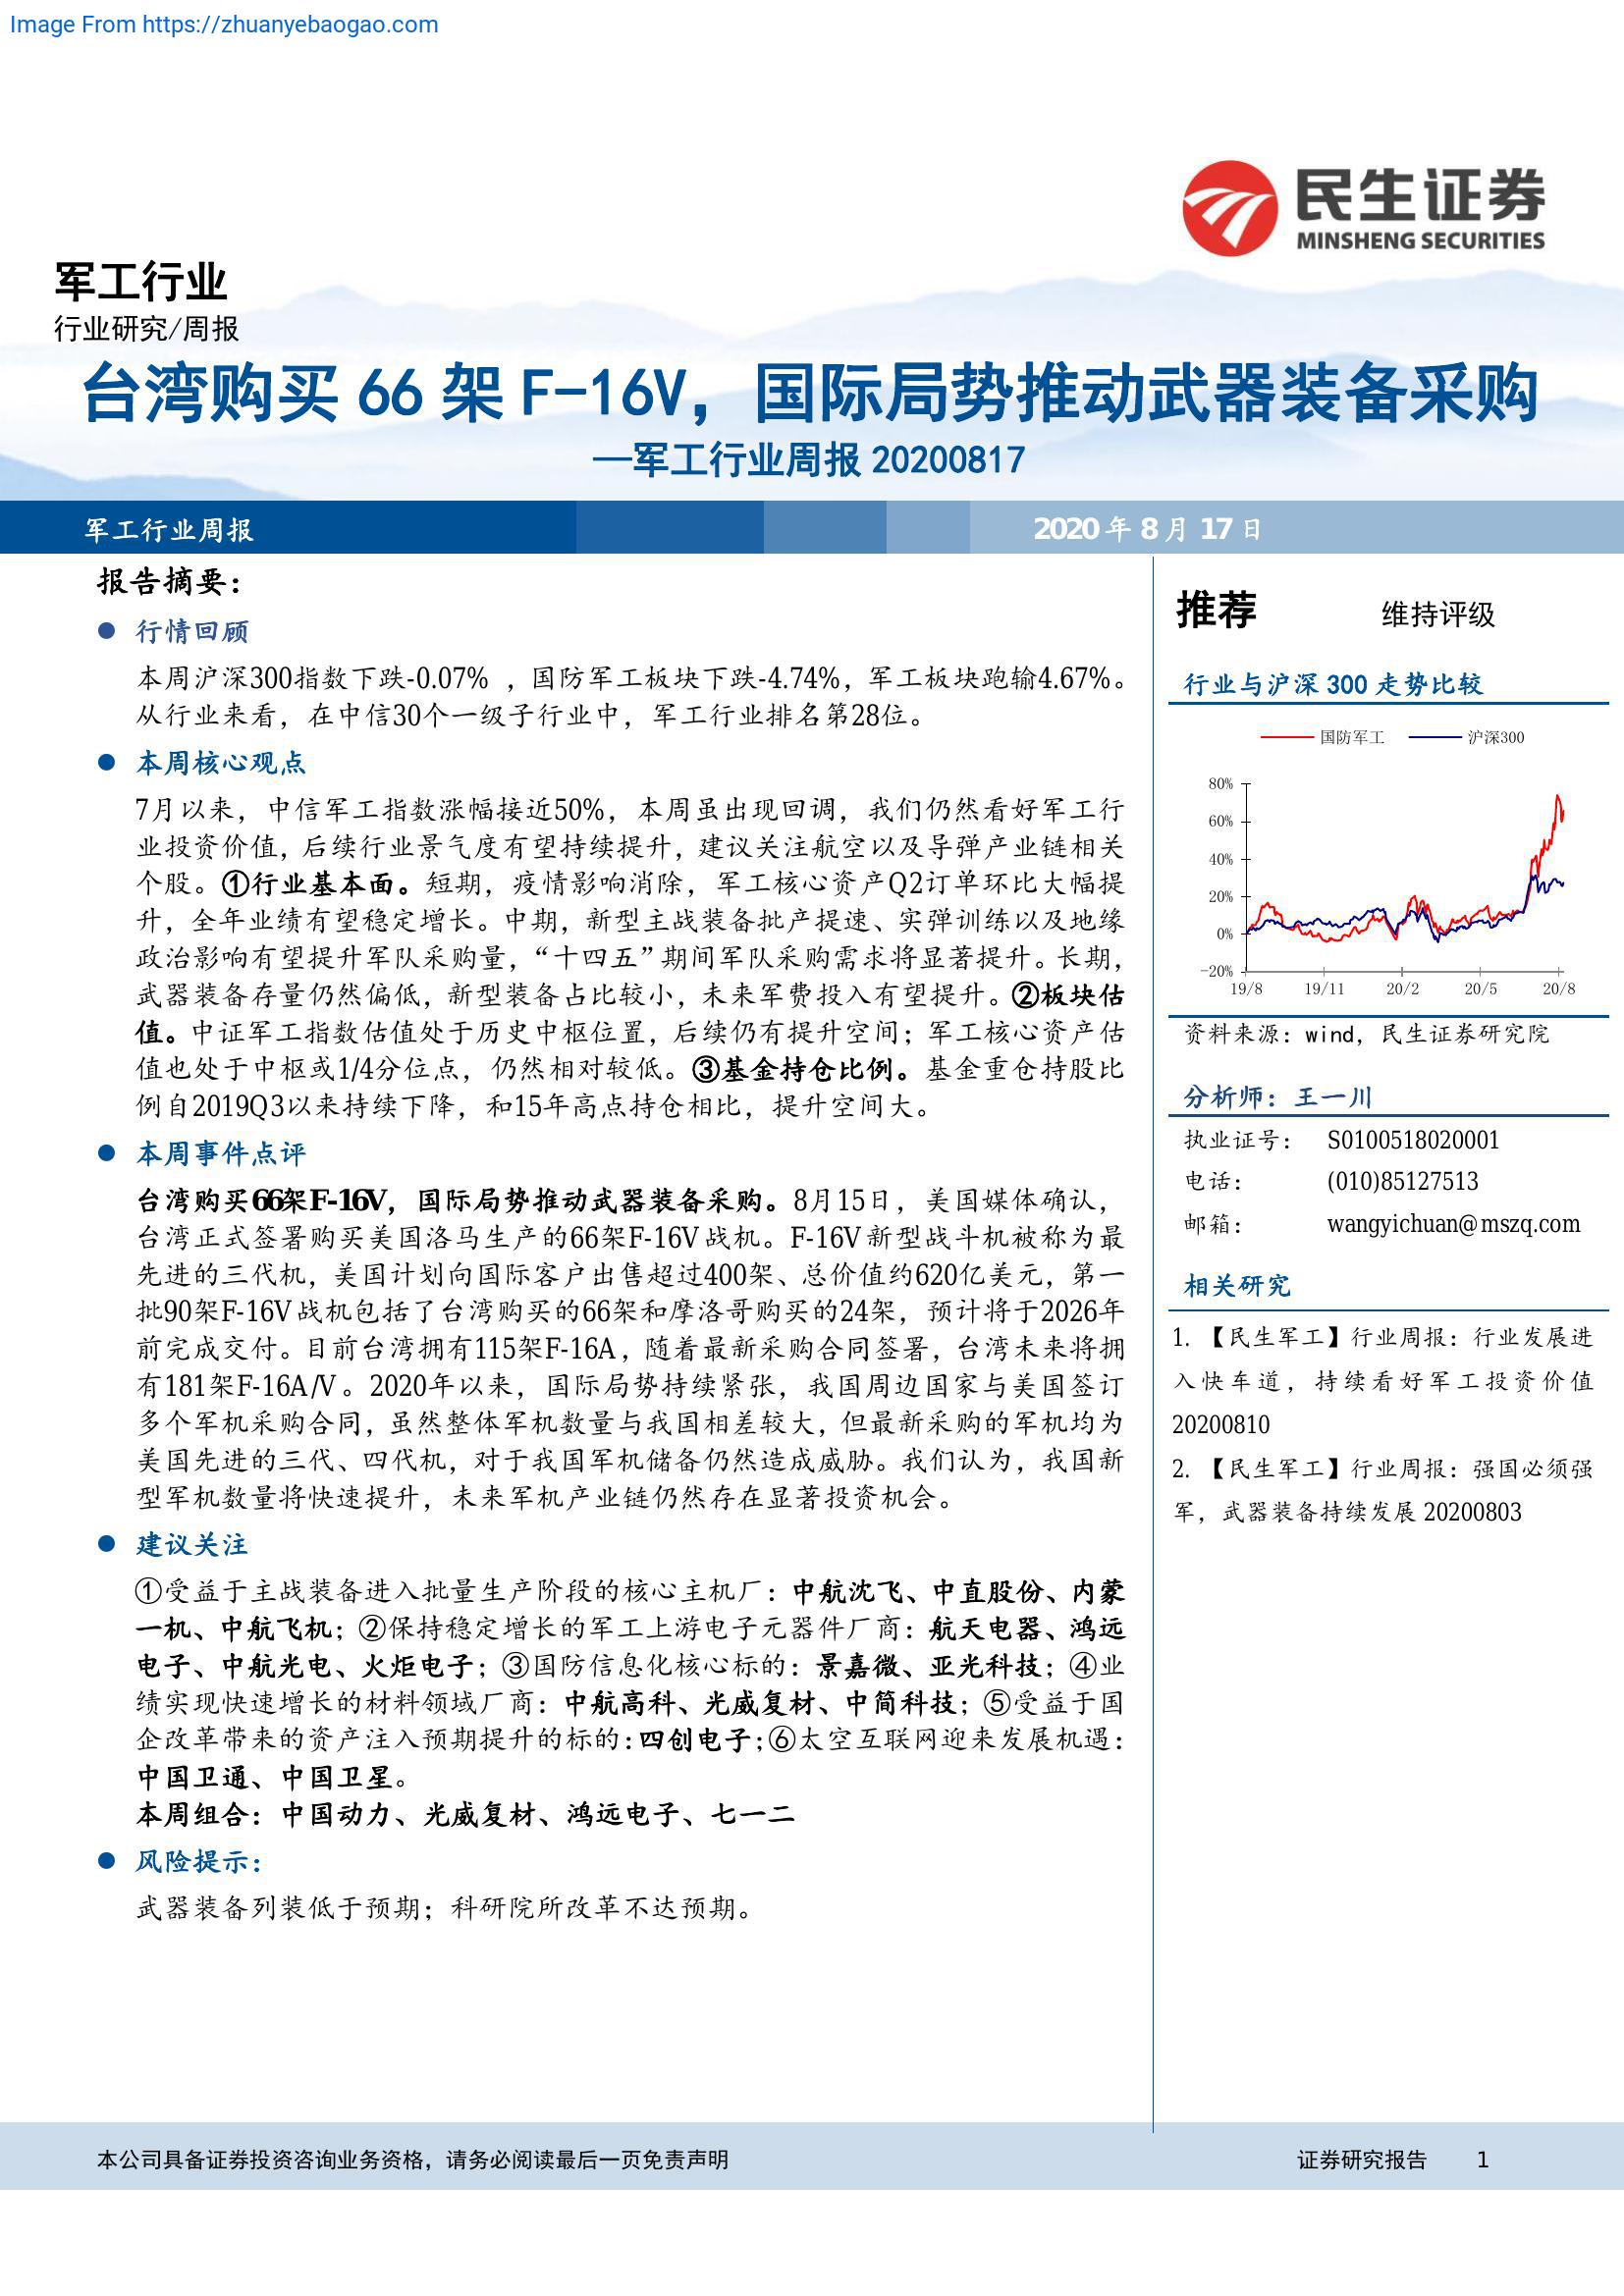 Image From https://zhuanyebaogao.com
民生证券
MINSHENG SECURITIES
军工行业
行业研究/周报
台湾购买 66 架 F-16V，国际局势推动武器装备采购
—军工行业周报 20200817
军工行业周报
2020 年 8 月 17 日
报告摘要：
● 行情回顾
本周沪深300指数下跌-0.07% ，国防军工板块下跌-4.74%，军工板块跑输4.67%。
从行业来看，在中信30个一级子行业中，军工行业排名第28位。
● 本周核心观点
7月以来，中信军工指数涨幅接近50%，本周虽出现回调，我们仍然看好军工行
业投资价值，后续行业景气度有望持续提升，建议关注航空以及导弹产业链相关
个股。①行业基本面。短期，疫情影响消除，军工核心资产Q2订单环比大幅提
升，全年业绩有望稳定增长。中期，新型主战装备批产提速、实弹训练以及地缘
政治影响有望提升军队采购量，“十四五”期间军队采购需求将显著提升。长期，
武器装备存量仍然偏低，新型装备占比较小，未来军费投入有望提升。②板块估
值。中证军工指数估值处于历史中枢位置，后续仍有提升空间；军工核心资产估
值也处于中枢或1/4分位点，仍然相对较低。③基金持仓比例。基金重仓持股比
例自2019Q3以来持续下降，和15年高点持仓相比，提升空间大。
● 本周事件点评
台湾购买66架F-16V，国际局势推动武器装备采购。8月15日，美国媒体确认，
台湾正式签署购买美国洛马生产的66架F-16V战机。F-16V新型战斗机被称为最
先进的三代机，美国计划向国际客户出售超过400架、总价值约620亿美元，第一
批90架F-16V战机包括了台湾购买的66架和摩洛哥购买的24架，预计将于2026年
前完成交付。目前台湾拥有115架F-16A，随着最新采购合同签署，台湾未来将拥
有181架F-16A/V。2020年以来，国际局势持续紧张，我国周边国家与美国签订
多个军机采购合同，虽然整体军机数量与我国相差较大，但最新采购的军机均为
美国先进的三代、四代机，对于我国军机储备仍然造成威胁。我们认为，我国新
型军机数量将快速提升，未来军机产业链仍然存在显著投资机会。
● 建议关注
①受益于主战装备进入批量生产阶段的核心主机厂：中航沈飞、中直股份、内蒙
一机、中航飞机；②保持稳定增长的军工上游电子元器件厂商：航天电器、鸿远
电子、中航光电、火炬电子；③国防信息化核心标的：景嘉微、亚光科技；④业
绩实现快速增长的材料领域厂商：中航高科、光威复材、中简科技；⑤受益于国
企改革带来的资产注入预期提升的标的：四创电子；⑥太空互联网迎来发展机遇：
中国卫通、中国卫星。
本周组合：中国动力、光威复材、鸿远电子、七一二
● 风险提示：
武器装备列装低于预期；科研院所改革不达预期。
推荐 维持评级
行业与沪深 300 走势比较
国防军工 沪深300
80%
60%
40%
20%
0%
-20%
19/8 19/11 20/2 20/5 20/8
资料来源：wind，民生证券研究院
分析师：王一川
执业证号： S0100518020001
电话： (010)85127513
邮箱： wangyichuan@mszq.com
相关研究
1. 【民生军工】行业周报：行业发展进
入快车道，持续看好军工投资价值
20200810
2. 【民生军工】行业周报：强国必须强
军，武器装备持续发展 20200803
本公司具备证券投资咨询业务资格，请务必阅读最后一页免责声明
证券研究报告 1